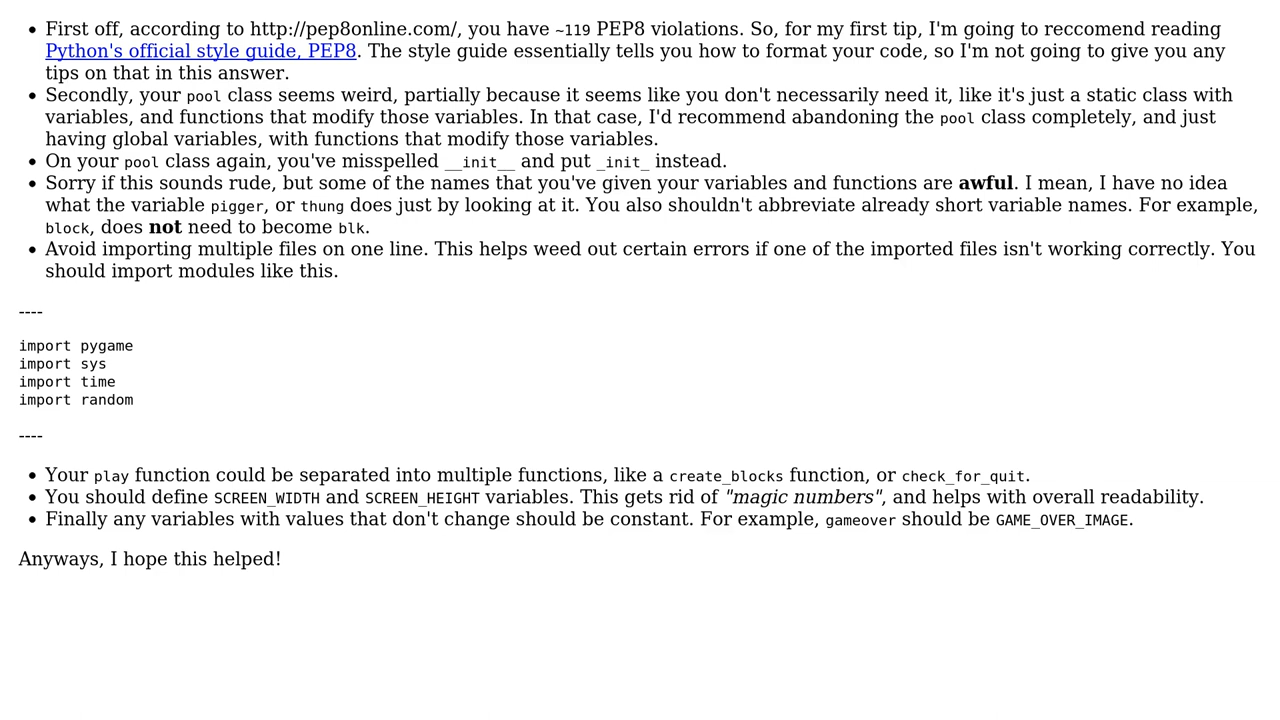 • First off, according to http://pep8online.com/, you have ~119 PEP8 violations. So, for my first tip, I'm going to reccomend reading
Python's official style guide, PEP8. The style guide essentially tells you how to format your code, so I'm not going to give you any
tips on that in this answer.
• Secondly, your pool class seems weird, partially because it seems like you don't necessarily need it, like it's just a static class with
variables, and functions that modify those variables. In that case, I'd recommend abandoning the pool class completely, and just
having global variables, with functions that modify those variables.
• On your pool class again, you've misspelled __init__ and put _init_ instead.
• Sorry if this sounds rude, but some of the names that you've given your variables and functions are awful. I mean, I have no idea
what the variable pigger, or thung does just by looking at it. You also shouldn't abbreviate already short variable names. For example,
block, does not need to become blk.
• Avoid importing multiple files on one line. This helps weed out certain errors if one of the imported files isn't working correctly. You
should import modules like this.
----
import pygame
import sys
import time
import random
----
• Your play function could be separated into multiple functions, like a create_blocks function, or check_for_quit.
• You should define SCREEN_WIDTH and SCREEN_HEIGHT variables. This gets rid of "magic numbers", and helps with overall readability.
• Finally any variables with values that don't change should be constant. For example, gameover should be GAME_OVER_IMAGE.
Anyways, I hope this helped!